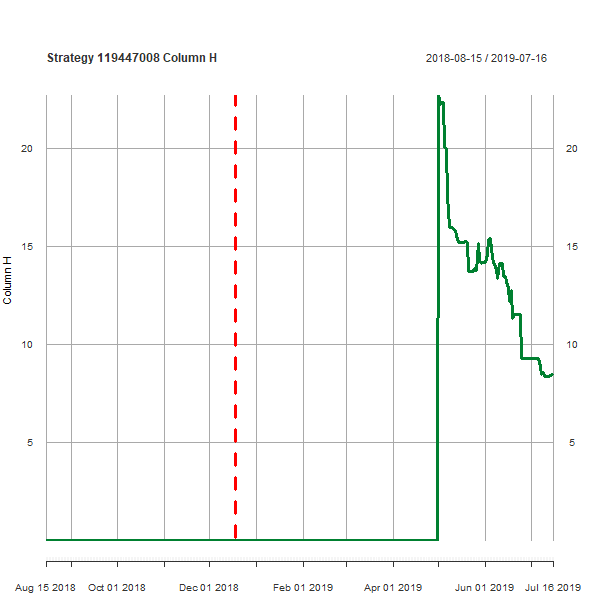 Strategy 119447008 Column H
2018-08-15 / 2019-07-16
20 20
15 15
10 10
5 5
Column H
Aug 15 2018 Oct 01 2018 Dec 01 2018 Feb 01 2019 Apr 01 2019 Jun 01 2019 Jul 16 2019